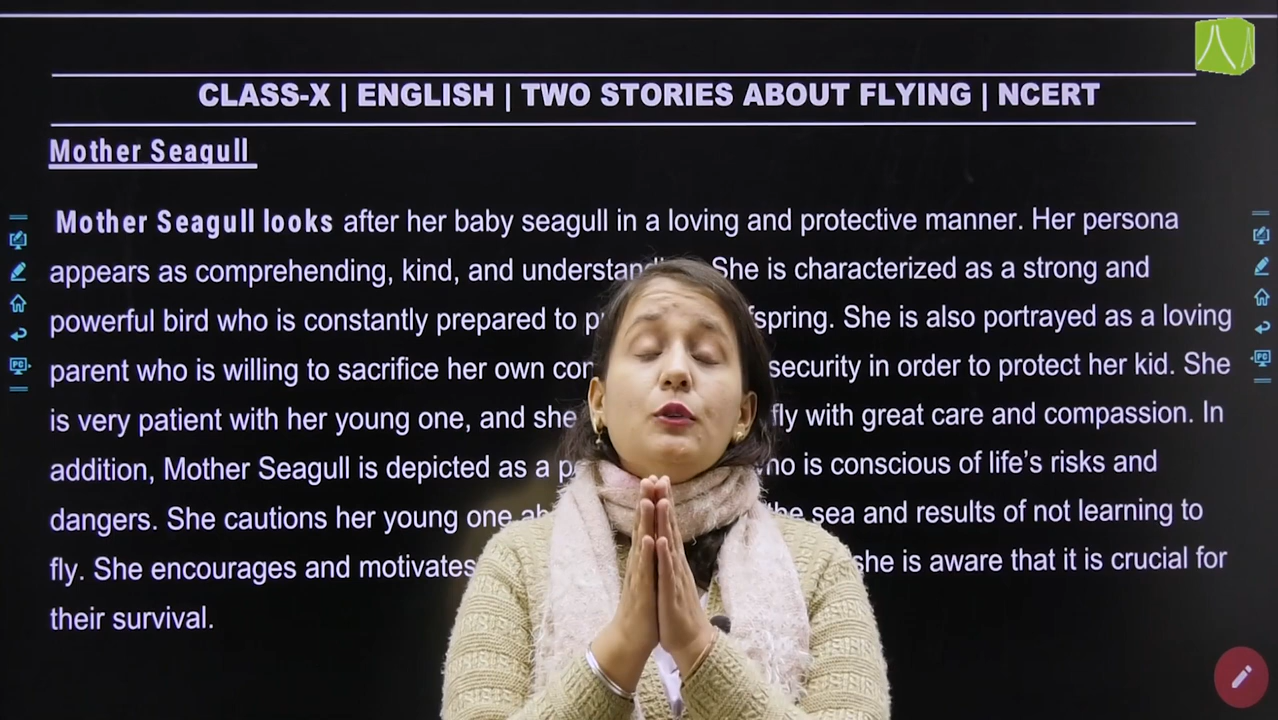 CLASS-X | ENGLISH | TWO STORIES ABOUT FLYING | NCERT
Mother Seagull
Mother Seagull looks after her baby seagull in a loving and protective manner. Her persona
appears as comprehending, kind, and She is characterized as a strong and
powerful bird who is constantly prepared to She is also portrayed as a loving
parent who is willing to sacrifice her own security in order to protect her kid. She
is very patient with her young one, and she fly with great care and compassion. In
addition, Mother Seagull is depicted as a is conscious of life's risks and
dangers. She cautions her young one the sea and results of not learning to
fly. She encourages and motivates she is aware that it is crucial for
their survival.
PC
PC